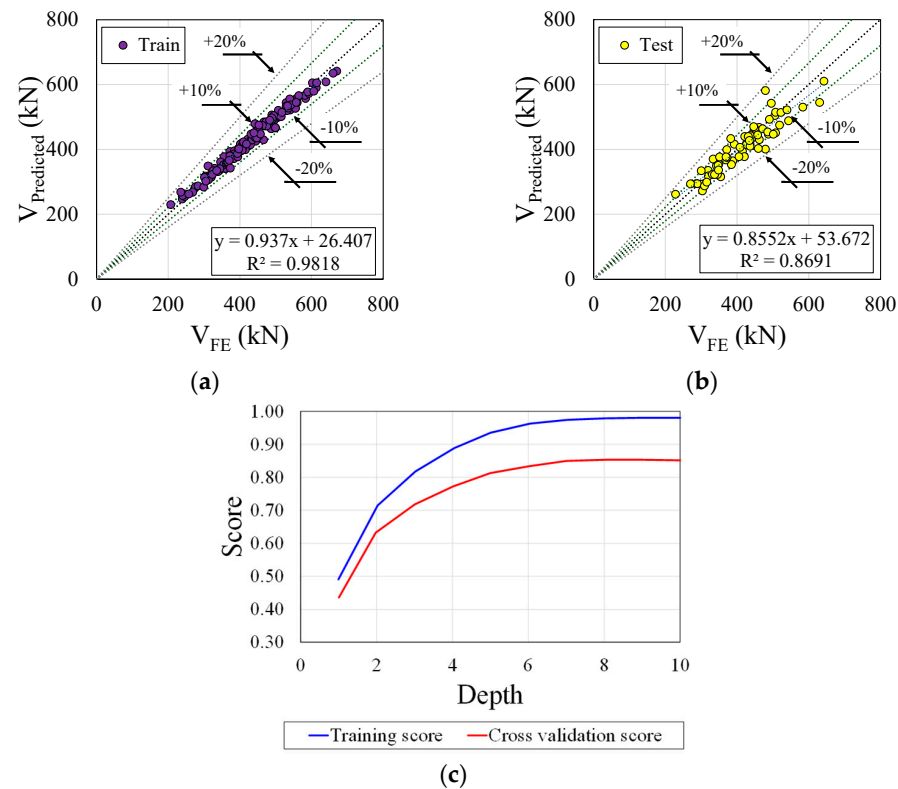 800
600
400
200
0
V_Predicted (kN)
Train
+20%
+10%
-10%
-20%
y = 0.937x + 26.407
R² = 0.9818
0 200 400 600 800
V_FE (kN)
(a)
800
600
400
200
0
V_Predicted (kN)
Test
+20%
+10%
-10%
-20%
y = 0.8552x + 53.672
R² = 0.8691
0 200 400 600 800
V_FE (kN)
(b)
1.00
0.90
0.80
0.70
0.60
0.50
0.40
0.30
Score
0 2 4 6 8 10
Depth
Training score Cross validation score
(c)